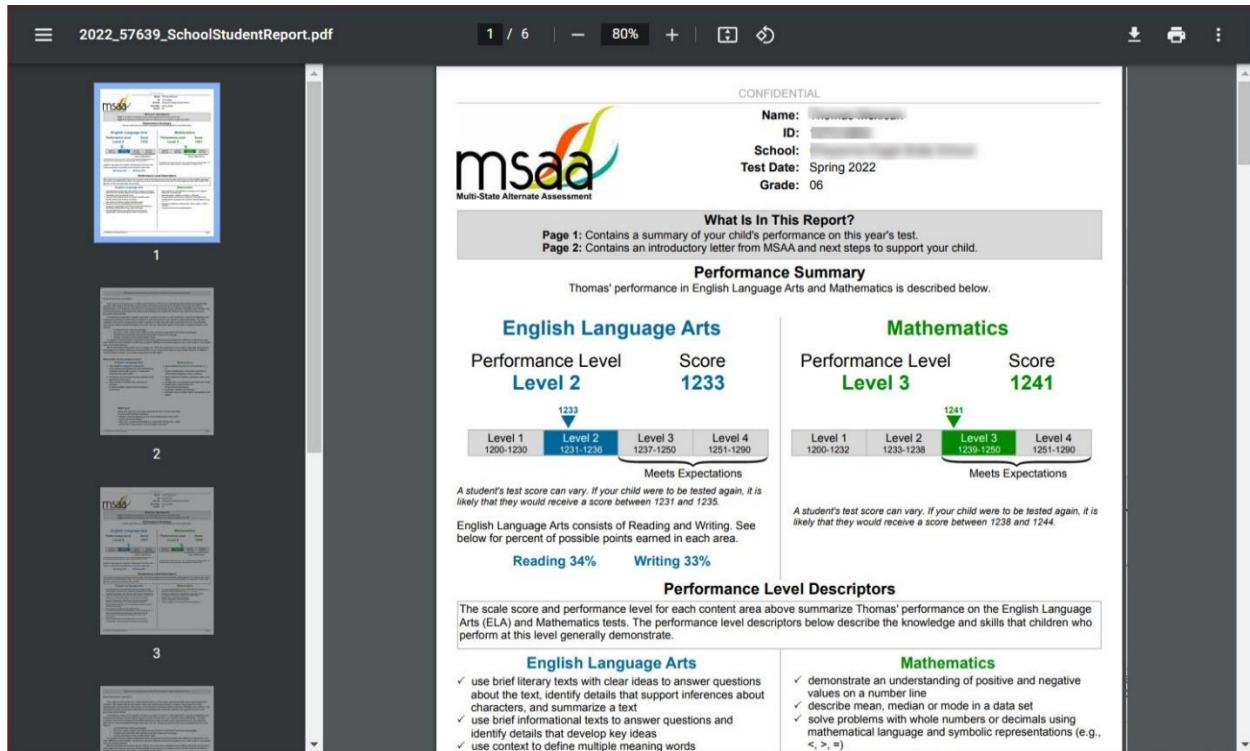 2022_57639_SchoolStudentReport.pdf
1 / 6
80%
1
2
3
CONFIDENTIAL
msaa
Multi-State Alternate Assessment
Name:
ID:
School:
Test Date: Spring 2022
Grade: 06
What Is In This Report?
Page 1: Contains a summary of your child's performance on this year's test.
Page 2: Contains an introductory letter from MSAA and next steps to support your child.
Performance Summary
Thomas' performance in English Language Arts and Mathematics is described below.
English Language Arts
Performance Level Score
Level 2 1233
1233
Level 1 Level 2 Level 3 Level 4
1200-1230 1231-1236 1237-1250 1251-1290
Meets Expectations
A student's test score can vary. If your child were to be tested again, it is
likely that they would receive a score between 1231 and 1235.
English Language Arts consists of Reading and Writing. See
below for percent of possible points earned in each area.
Reading 34% Writing 33%
Mathematics
Performance Level Score
Level 3 1241
1241
Level 1 Level 2 Level 3 Level 4
1200-1232 1233-1238 1239-1250 1251-1290
Meets Expectations
A student's test score can vary. If your child were to be tested again, it is
likely that they would receive a score between 1238 and 1244.
Performance Level Descriptors
The scale score and performance level for each content area above summarize Thomas' performance on the English Language
Arts (ELA) and Mathematics tests. The performance level descriptors below describe the knowledge and skills that children who
perform at this level generally demonstrate.
English Language Arts
✓ use brief literary texts with clear ideas to answer questions
about the text, identify details that support inferences about
characters, and summarize a text
✓ use brief informational texts to answer questions and
identify details that develop key ideas
✓ use context to define multiple meaning words
Mathematics
✓ demonstrate an understanding of positive and negative
values on a number line
✓ describe mean, median or mode in a data set
✓ solve problems with whole numbers or decimals using
mathematical language and symbolic representations (e.g.,
<, >, =)